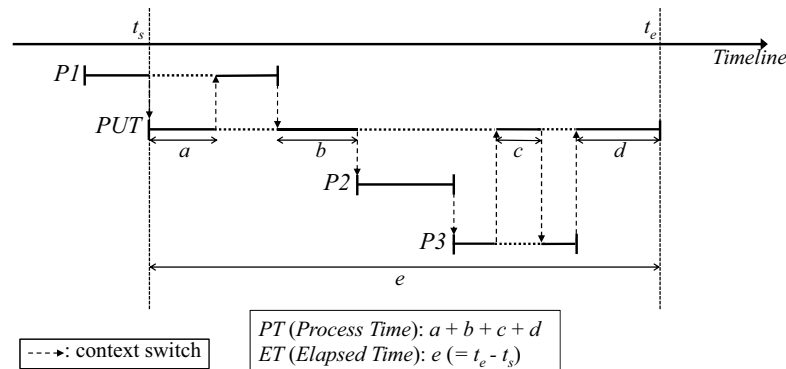 t_s t_e
Timeline
P1
PUT
a b c d
P2
P3
e
PT (Process Time): a + b + c + d
ET (Elapsed Time): e (= t_e - t_s)
: context switch